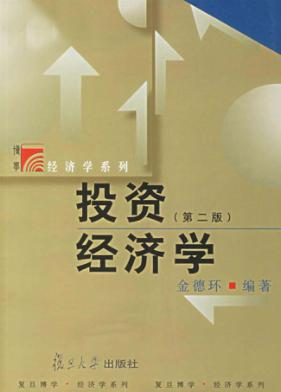 博学
经济学系列
投资
(第二版)
经济学
金德环 ■ 编著
复旦大学出版社
复旦博学·经济学系列 复旦博学·经济学系列